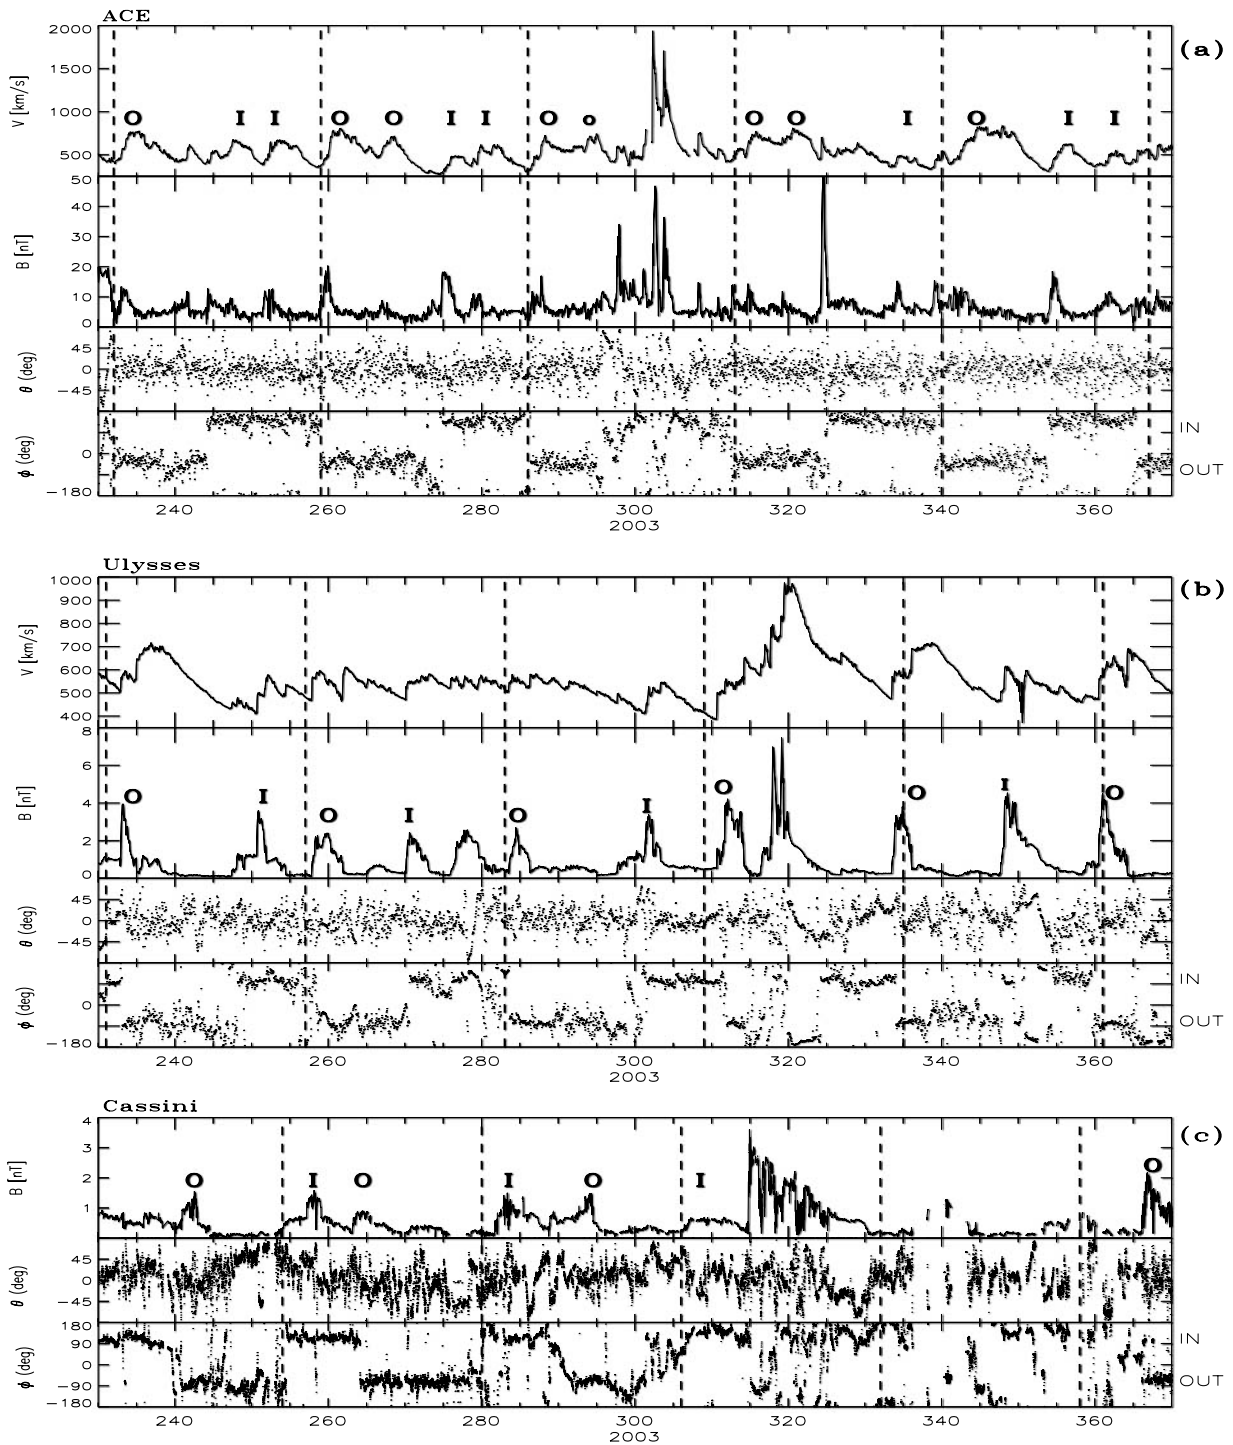 ACE
(a)
2000
1500
1000
500
V [km/s]
O I I O O I I O o O O I O I I
50
40
30
20
10
0
B [nT]
45
0
−45
θ (deg)
0
−180
ϕ (deg)
IN
OUT
240 260 280 300 320 340 360
2003
Ulysses
(b)
1000
900
800
700
600
500
400
V [km/s]
8
6
4
2
0
B [nT]
O I O I O I O O I O
45
0
−45
θ (deg)
0
−180
ϕ (deg)
IN
OUT
240 260 280 300 320 340 360
2003
Cassini
(c)
4
3
2
1
B [nT]
O I O I O I O
45
0
−45
θ (deg)
180
90
0
−90
−180
ϕ (deg)
IN
OUT
240 260 280 300 320 340 360
2003